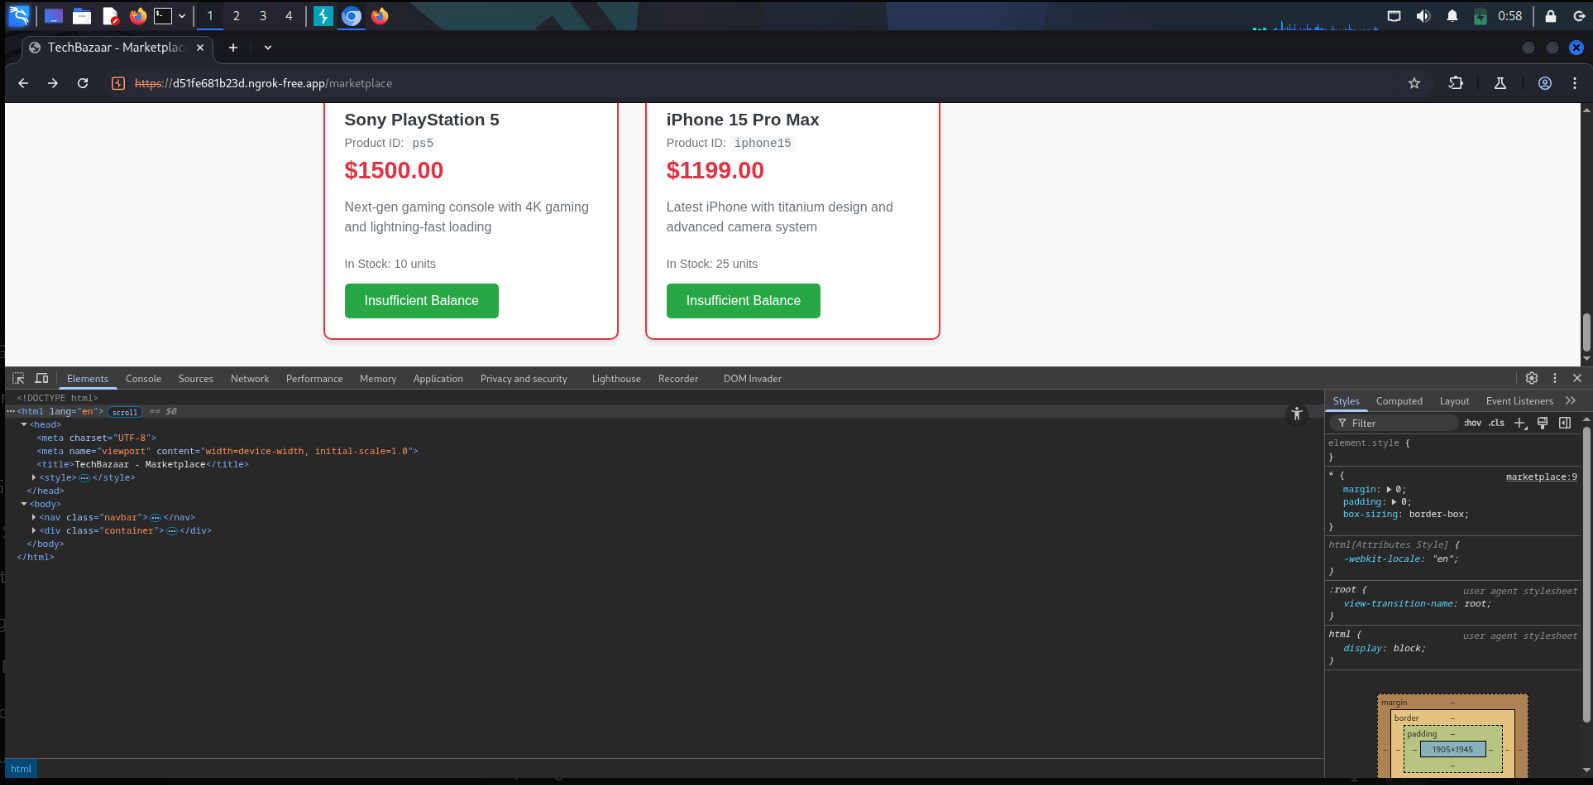 1 2 3 4
0:58
TechBazaar - Marketplac
https://d51fe681b23d.ngrok-free.app/marketplace
Sony PlayStation 5
Product ID: ps5
$1500.00
Next-gen gaming console with 4K gaming
and lightning-fast loading
In Stock: 10 units
Insufficient Balance
iPhone 15 Pro Max
Product ID: iphone15
$1199.00
Latest iPhone with titanium design and
advanced camera system
In Stock: 25 units
Insufficient Balance
Elements Console Sources Network Performance Memory Application Privacy and security Lighthouse Recorder DOM Invader
<!DOCTYPE html>
<html lang="en"> scroll == $0
<head>
<meta charset="UTF-8">
<meta name="viewport" content="width=device-width, initial-scale=1.0">
<title>TechBazaar - Marketplace</title>
<style> … </style>
</head>
<body>
<nav class="navbar"> … </nav>
<div class="container"> … </div>
</body>
</html>
html
Styles Computed Layout Event Listeners
Filter :hov .cls
element.style {
}
* { marketplace:9
margin: 0;
padding: 0;
box-sizing: border-box;
}
html[Attributes Style] {
-webkit-locale: "en";
}
:root { user agent stylesheet
view-transition-name: root;
}
html { user agent stylesheet
display: block;
}
margin –
border –
padding –
– – – 1905×1945 – – –
–